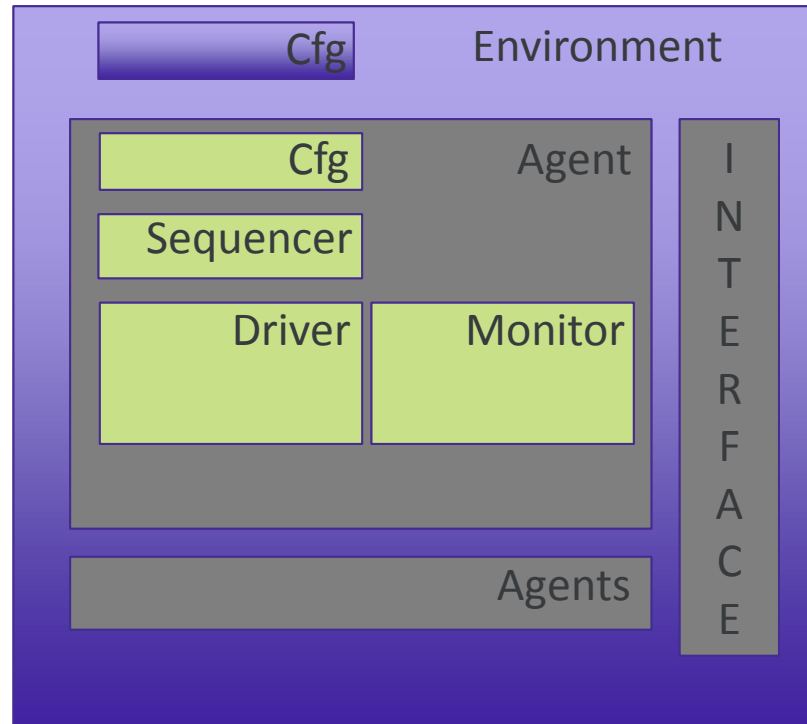 Cfg
Environment
Cfg
Agent
Sequencer
Driver
Monitor
Agents
I
N
T
E
R
F
A
C
E